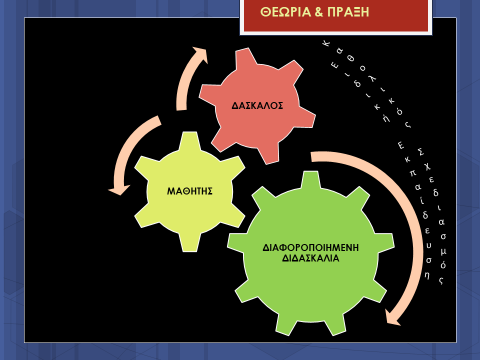 ΘΕΩΡΙΑ & ΠΡΑΞΗ
Καθολικός Σχεδιασμός
Ειδική Εκπαίδευση
ΔΑΣΚΑΛΟΣ
ΜΑΘΗΤΗΣ
ΔΙΑΦΟΡΟΠΟΙΗΜΕΝΗ
ΔΙΔΑΣΚΑΛΙΑ